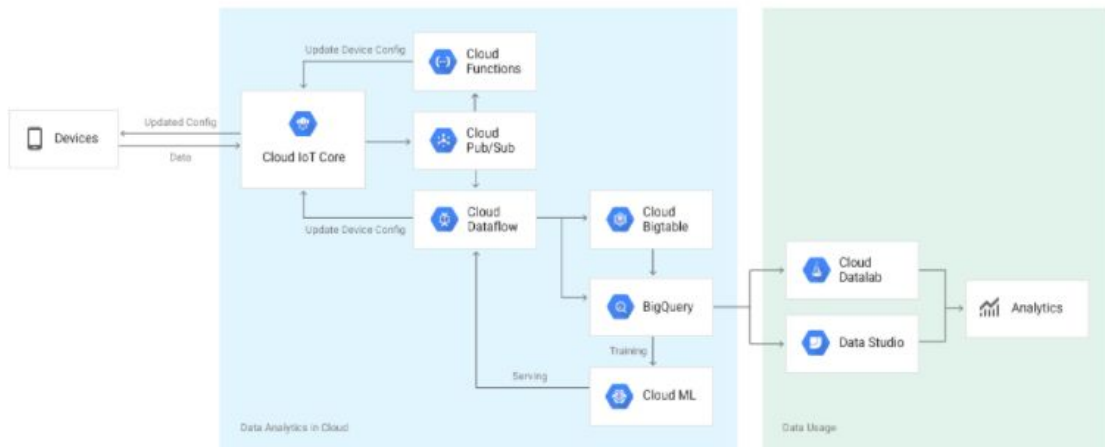 Update Device Config
Cloud
Functions
Devices
Updated Config
Data
Cloud IoT Core
Cloud
Pub/Sub
Update Device Config
Cloud
Dataflow
Cloud
Bigtable
BigQuery
Training
Serving
Cloud ML
Data Analytics in Cloud
Cloud
Datalab
Data Studio
Analytics
Data Usage